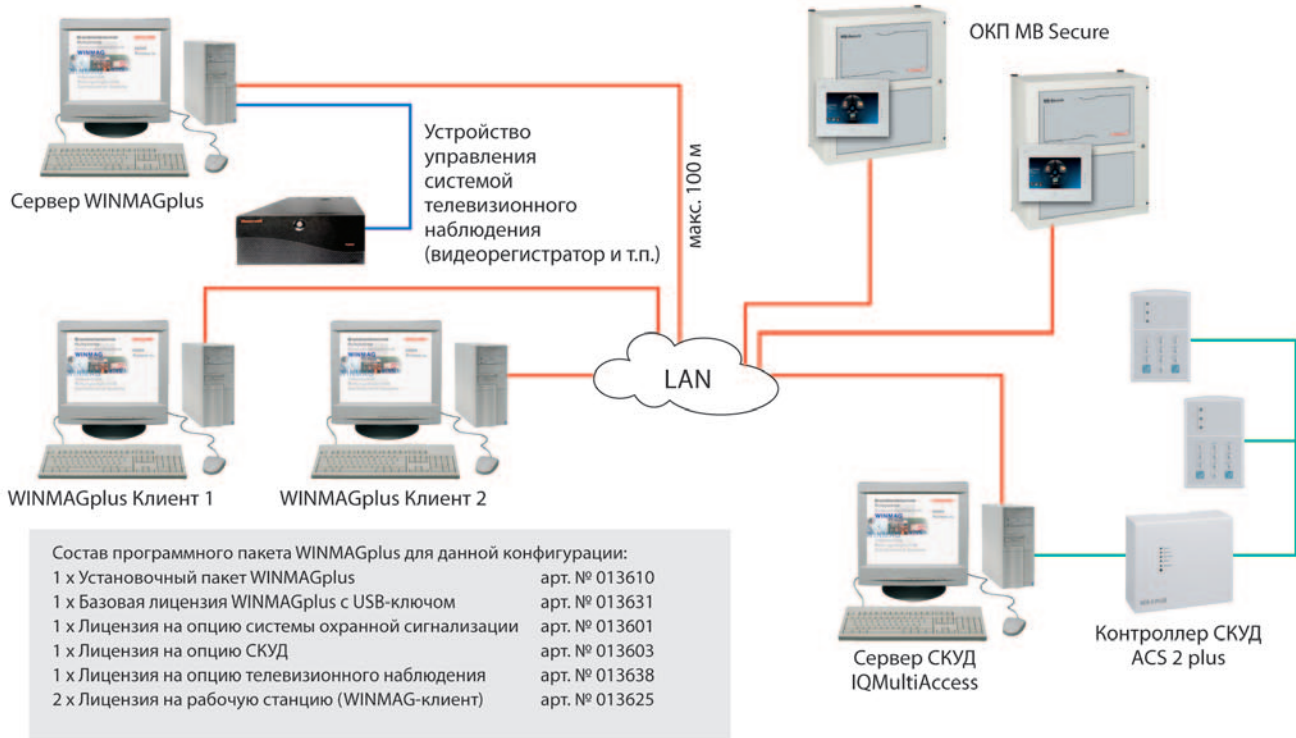 ОКП MB Secure
Сервер WINMAGplus
Устройство
управления
системой
телевизионного
наблюдения
(видеорегистратор и т.п.)
макс. 100 м
LAN
WINMAGplus Клиент 1
WINMAGplus Клиент 2
Состав программного пакета WINMAGplus для данной конфигурации:
1 x Установочный пакет WINMAGplus арт. № 013610
1 x Базовая лицензия WINMAGplus с USB-ключом арт. № 013631
1 x Лицензия на опцию системы охранной сигнализации арт. № 013601
1 x Лицензия на опцию СКУД арт. № 013603
1 x Лицензия на опцию телевизионного наблюдения арт. № 013638
2 x Лицензия на рабочую станцию (WINMAG-клиент) арт. № 013625
Сервер СКУД
IQMultiAccess
Контроллер СКУД
ACS 2 plus